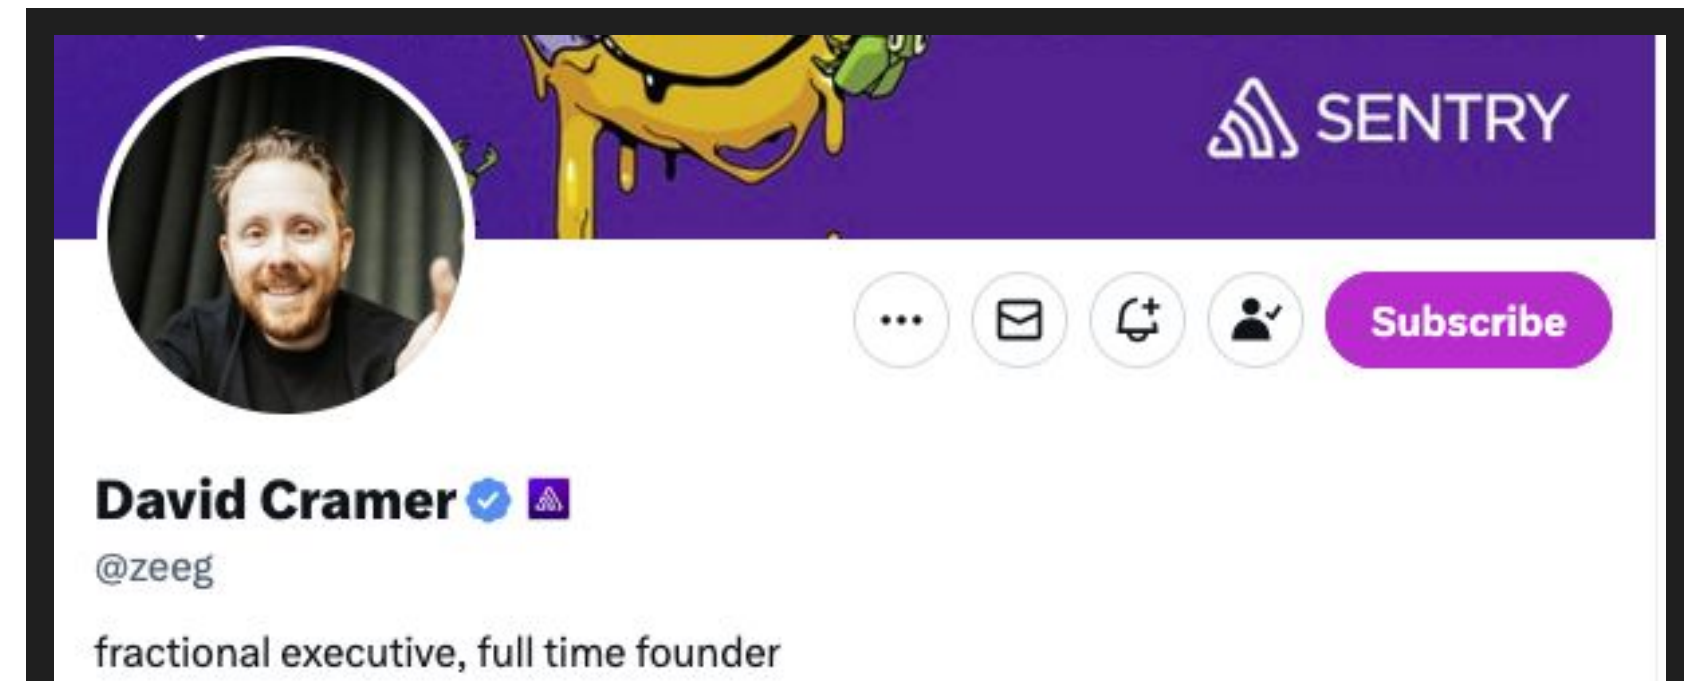 SENTRY
Subscribe
David Cramer
@zeeg
fractional executive, full time founder